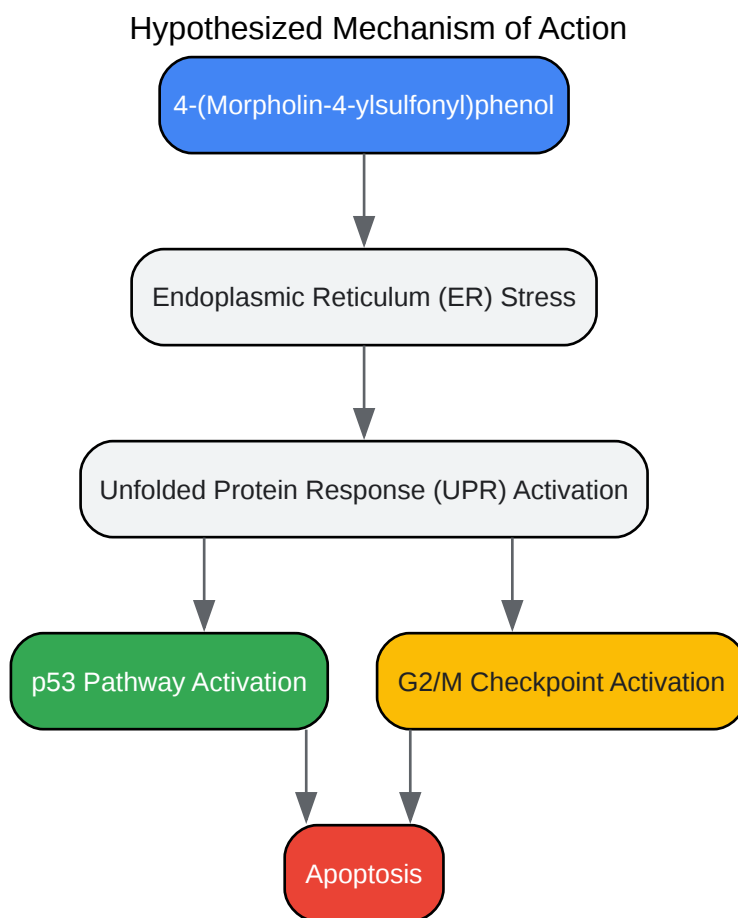 Hypothesized Mechanism of Action
4-(Morpholin-4-ylsulfonyl)phenol
Endoplasmic Reticulum (ER) Stress
Unfolded Protein Response (UPR) Activation
p53 Pathway Activation
G2/M Checkpoint Activation
Apoptosis